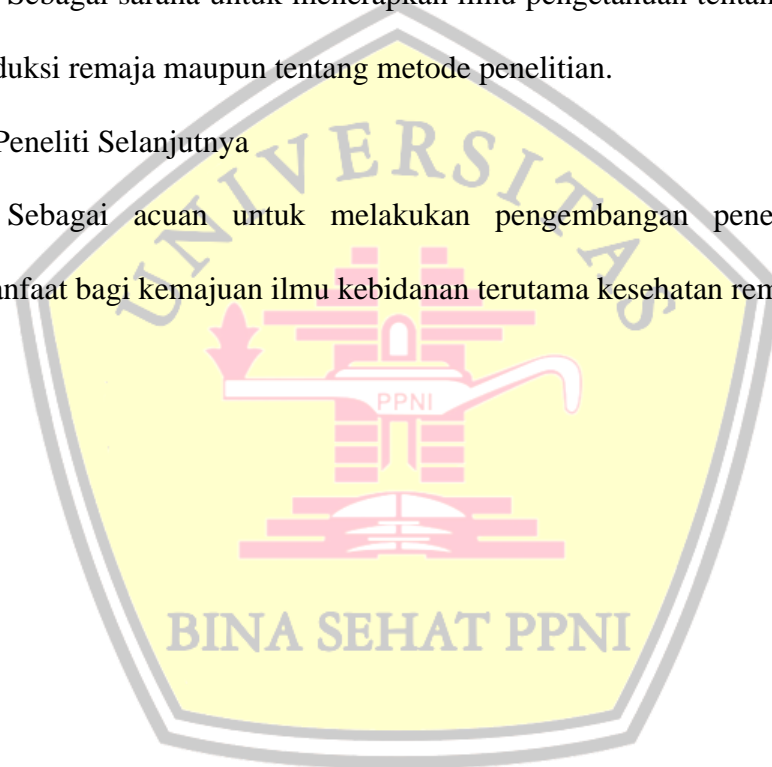 Sebagai sarana untuk menerapkan ilmu pengetahuan tentan
duksi remaja maupun tentang metode penelitian.
Peneliti Selanjutnya
Sebagai acuan untuk melakukan pengembangan pene
anfaat bagi kemajuan ilmu kebidanan terutama kesehatan rem
UNIVERSITAS
PPNI
BINA SEHAT PPNI